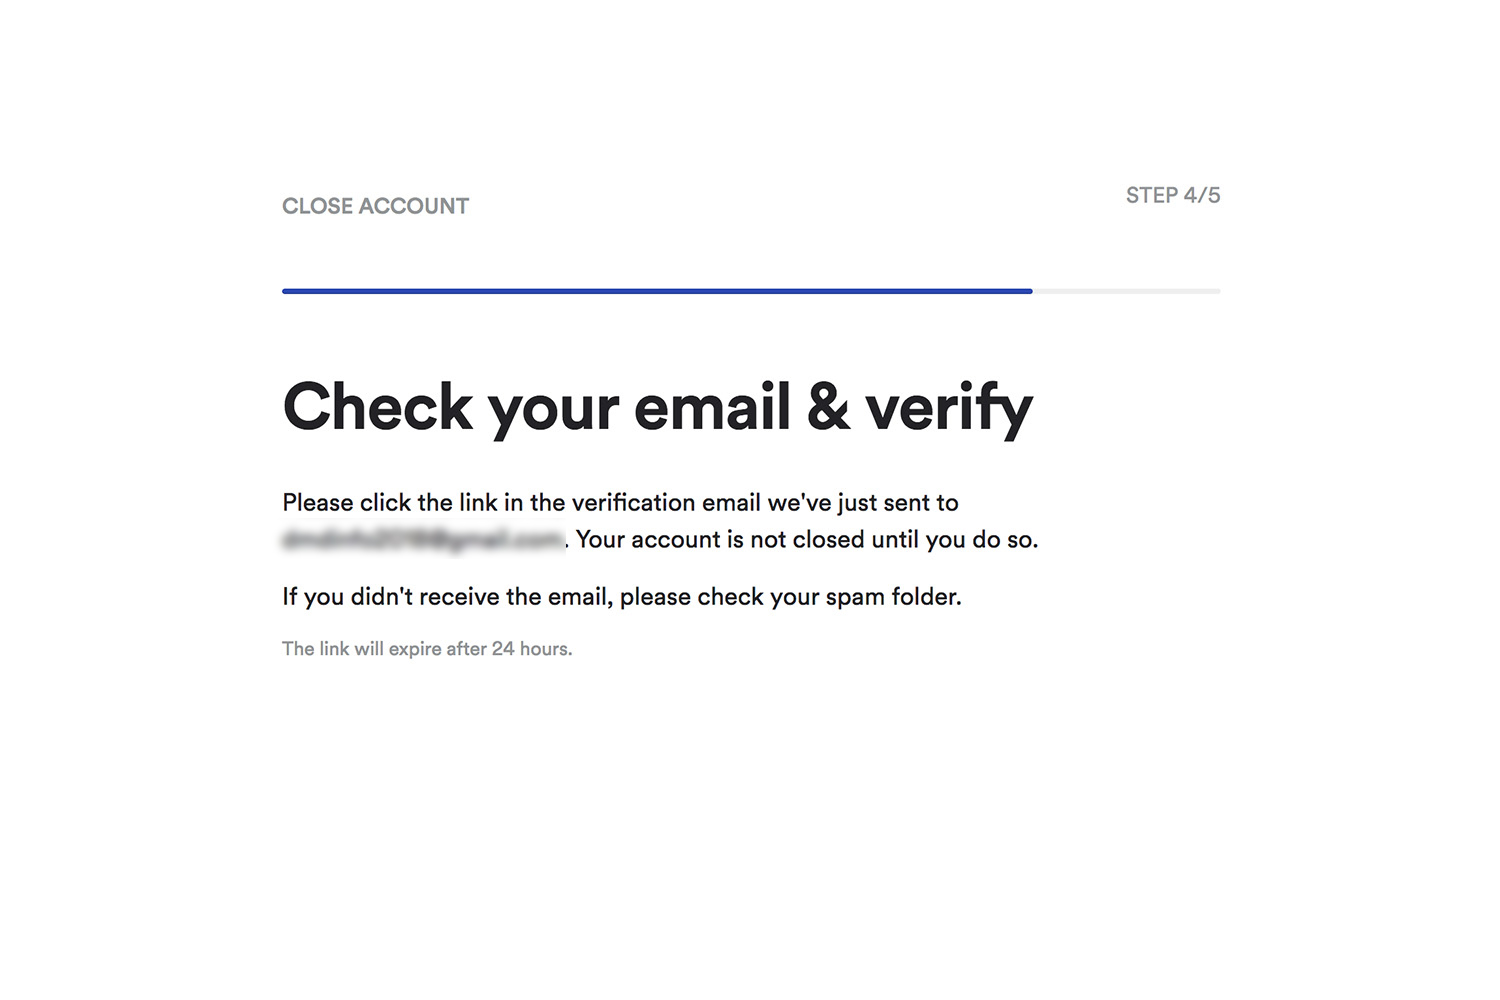 CLOSE ACCOUNT
STEP 4/5
Check your email & verify
Please click the link in the verification email we've just sent to
. Your account is not closed until you do so.
If you didn't receive the email, please check your spam folder.
The link will expire after 24 hours.